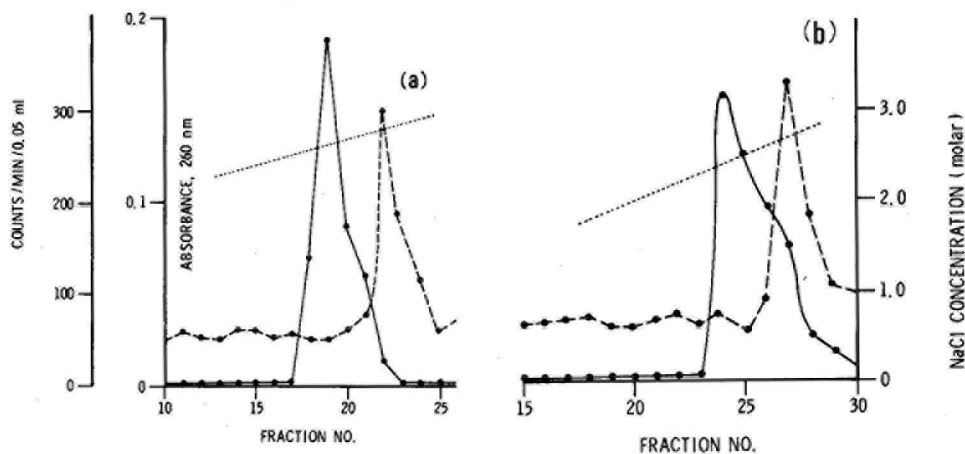 COUNTS/MIN/0.05 ml
300
200
100
0
ABSORBANCE, 260 nm
0.2
0.1
0
(a)
10 15 20 25
FRACTION NO.
(b)
15 20 25 30
FRACTION NO.
3.0
2.0
1.0
0
NaCl CONCENTRATION (molar)